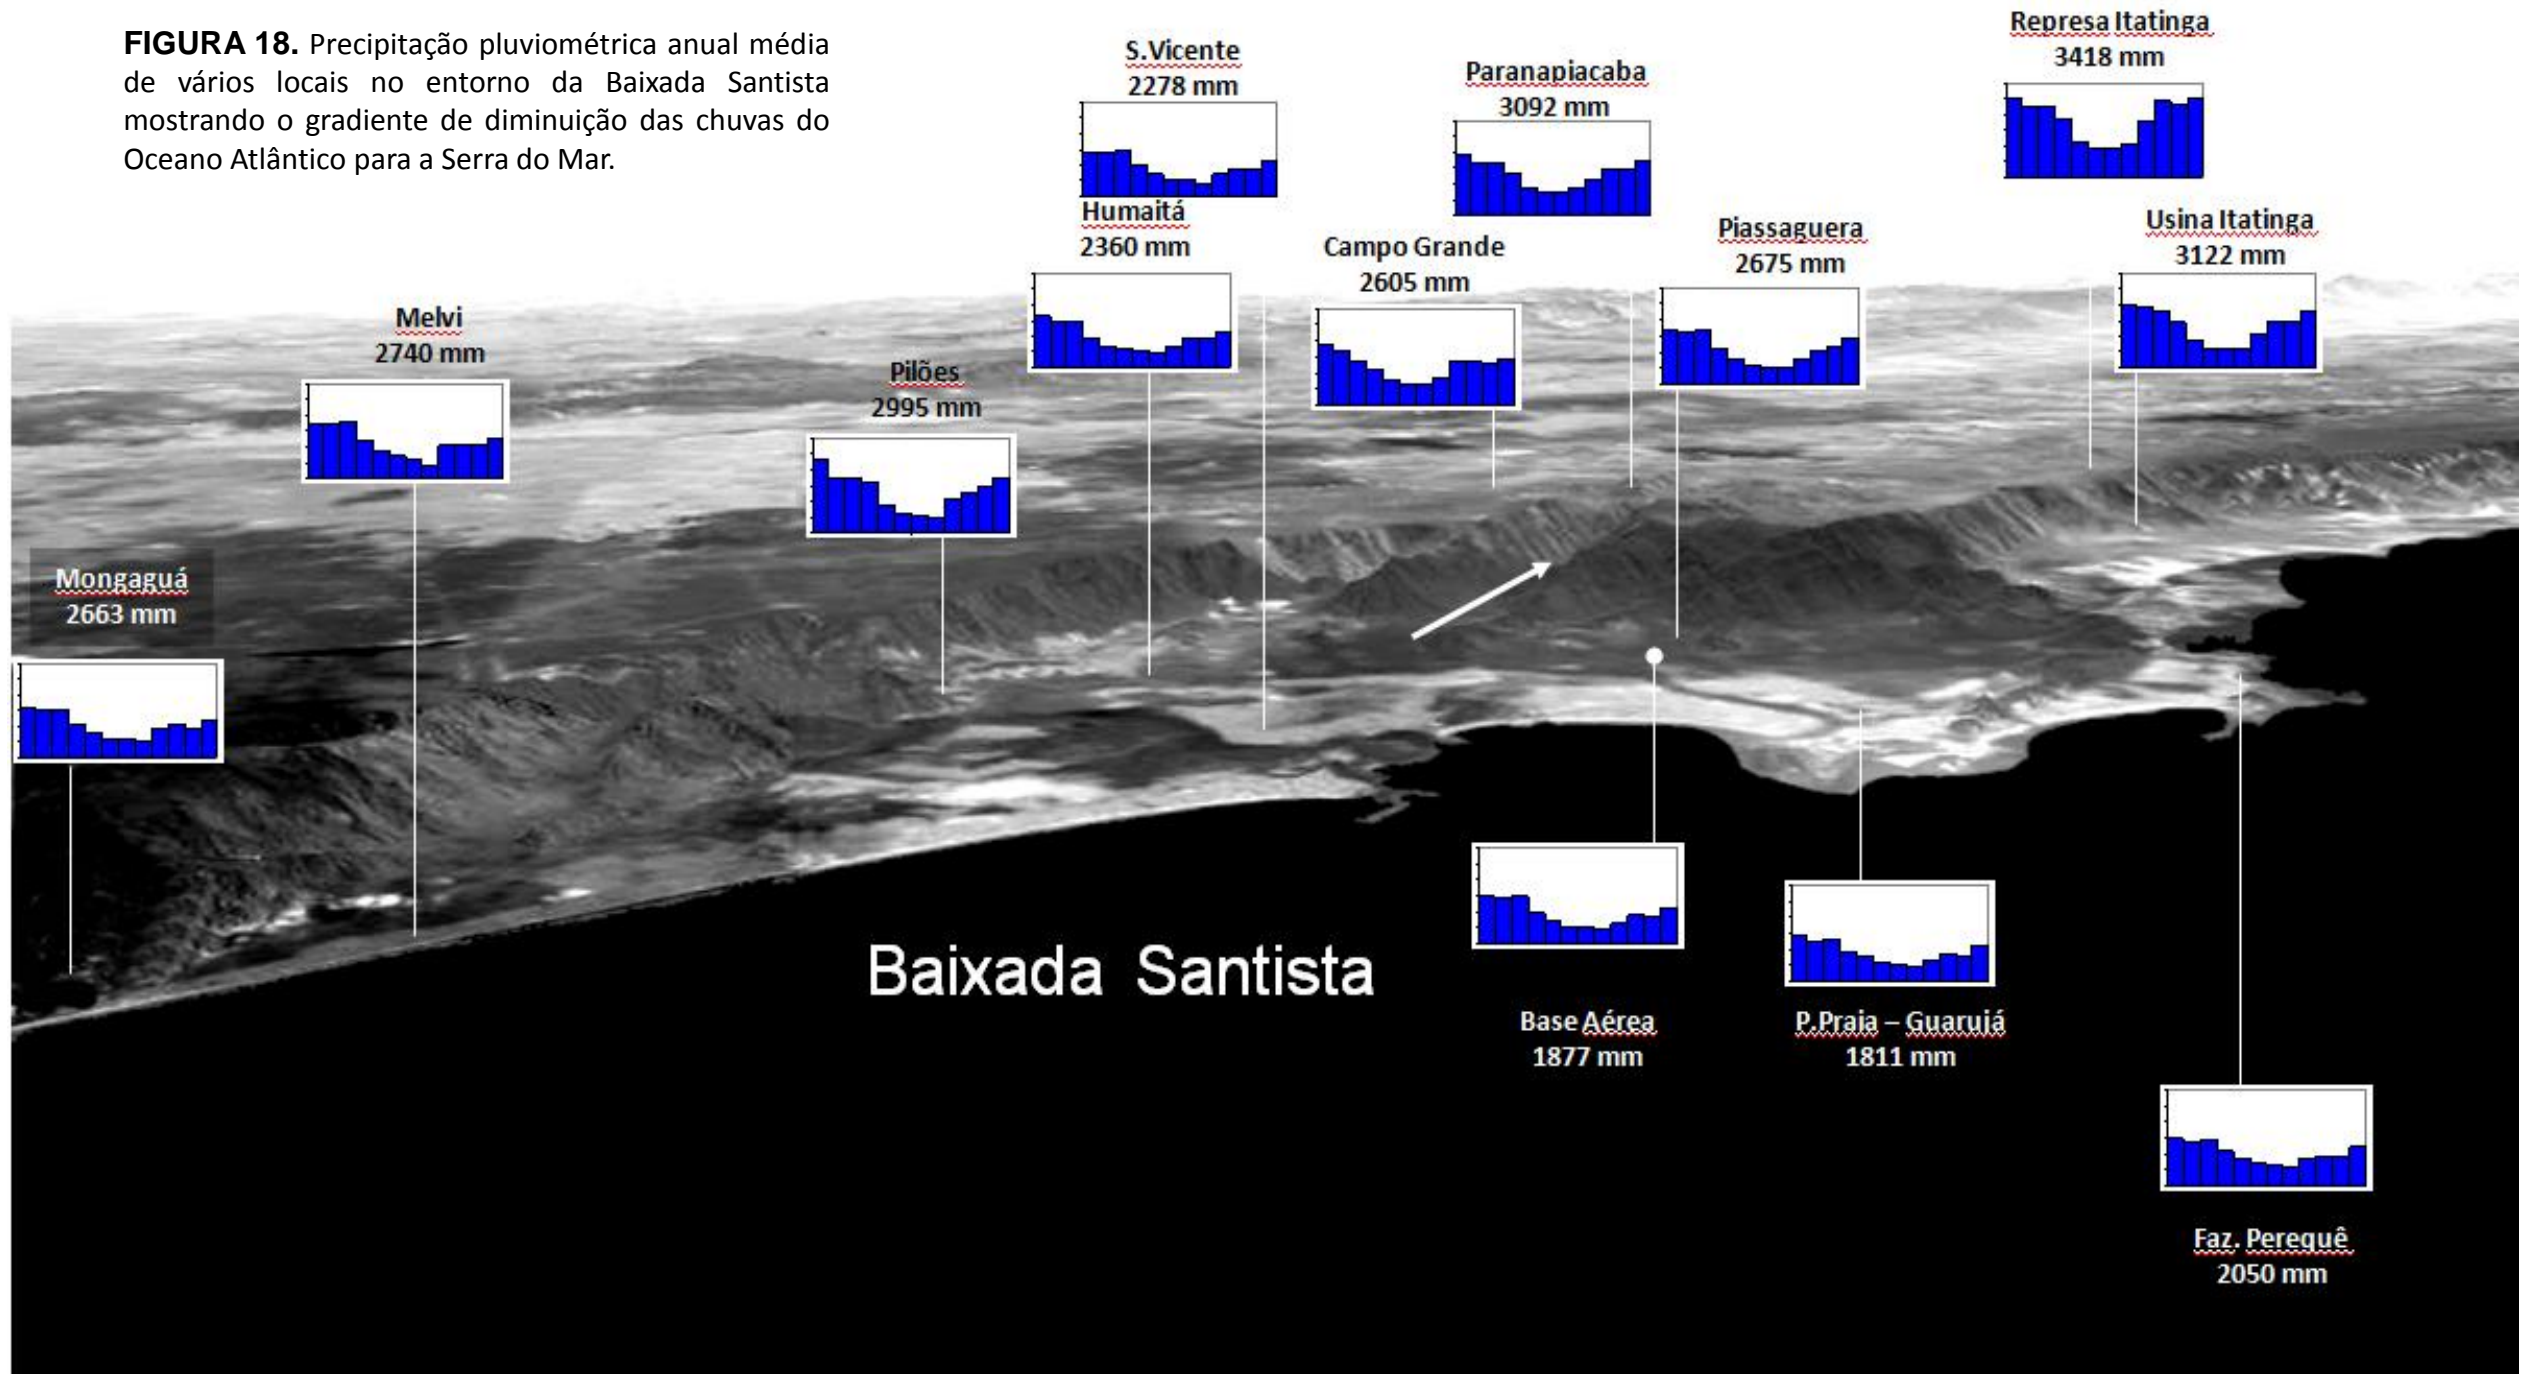 FIGURA 18. Precipitação pluviométrica anual média
de vários locais no entorno da Baixada Santista
mostrando o gradiente de diminuição das chuvas do
Oceano Atlântico para a Serra do Mar.
S.Vicente
2278 mm
Paranapiacaba
3092 mm
Represa Itatinga
3418 mm
Humaitá
2360 mm
Campo Grande
2605 mm
Piassaguera
2675 mm
Usina Itatinga
3122 mm
Melvi
2740 mm
Pilões
2995 mm
Mongaguá
2663 mm
Baixada Santista
Base Aérea
1877 mm
P.Praia – Guarujá
1811 mm
Faz. Perequê
2050 mm